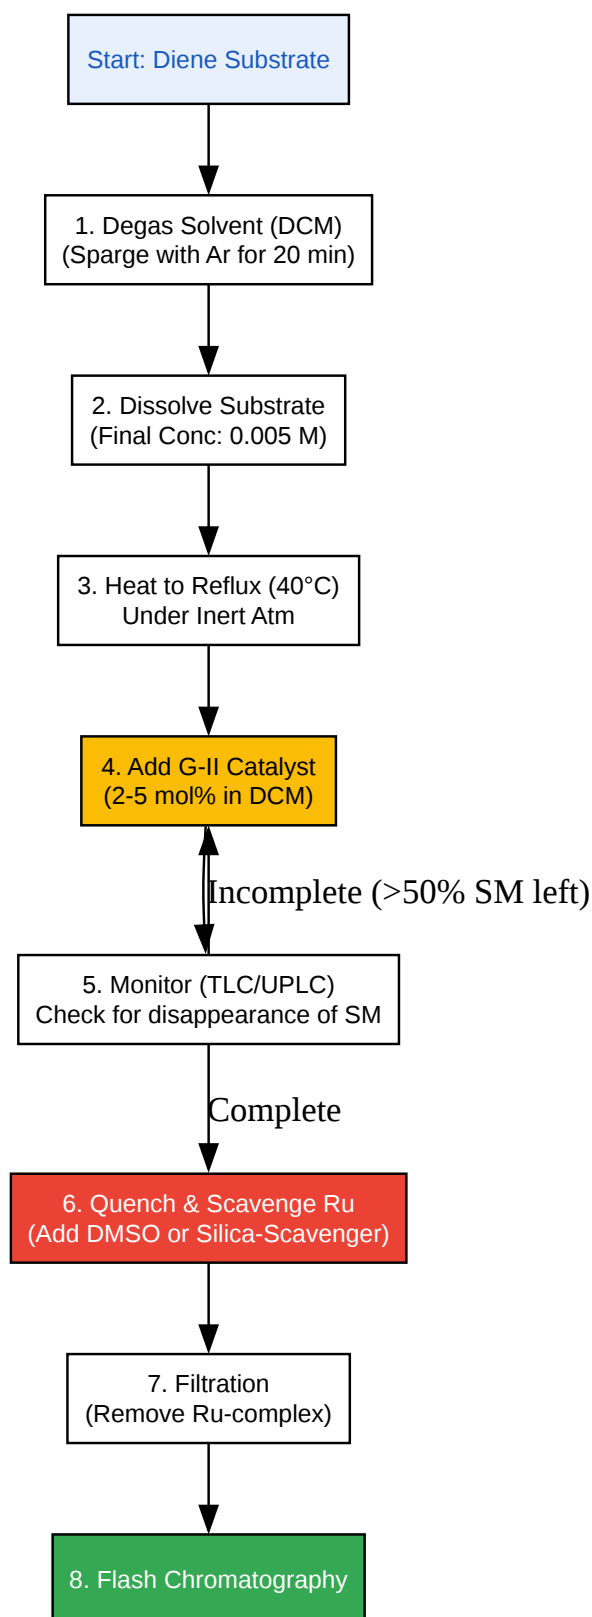 Start: Diene Substrate
1. Degas Solvent (DCM)
(Sparge with Ar for 20 min)
2. Dissolve Substrate
(Final Conc: 0.005 M)
3. Heat to Reflux (40°C)
Under Inert Atm
4. Add G-II Catalyst
(2-5 mol% in DCM)
Incomplete (>50% SM left)
5. Monitor (TLC/UPLC)
Check for disappearance of SM
Complete
6. Quench & Scavenge Ru
(Add DMSO or Silica-Scavenger)
7. Filtration
(Remove Ru-complex)
8. Flash Chromatography